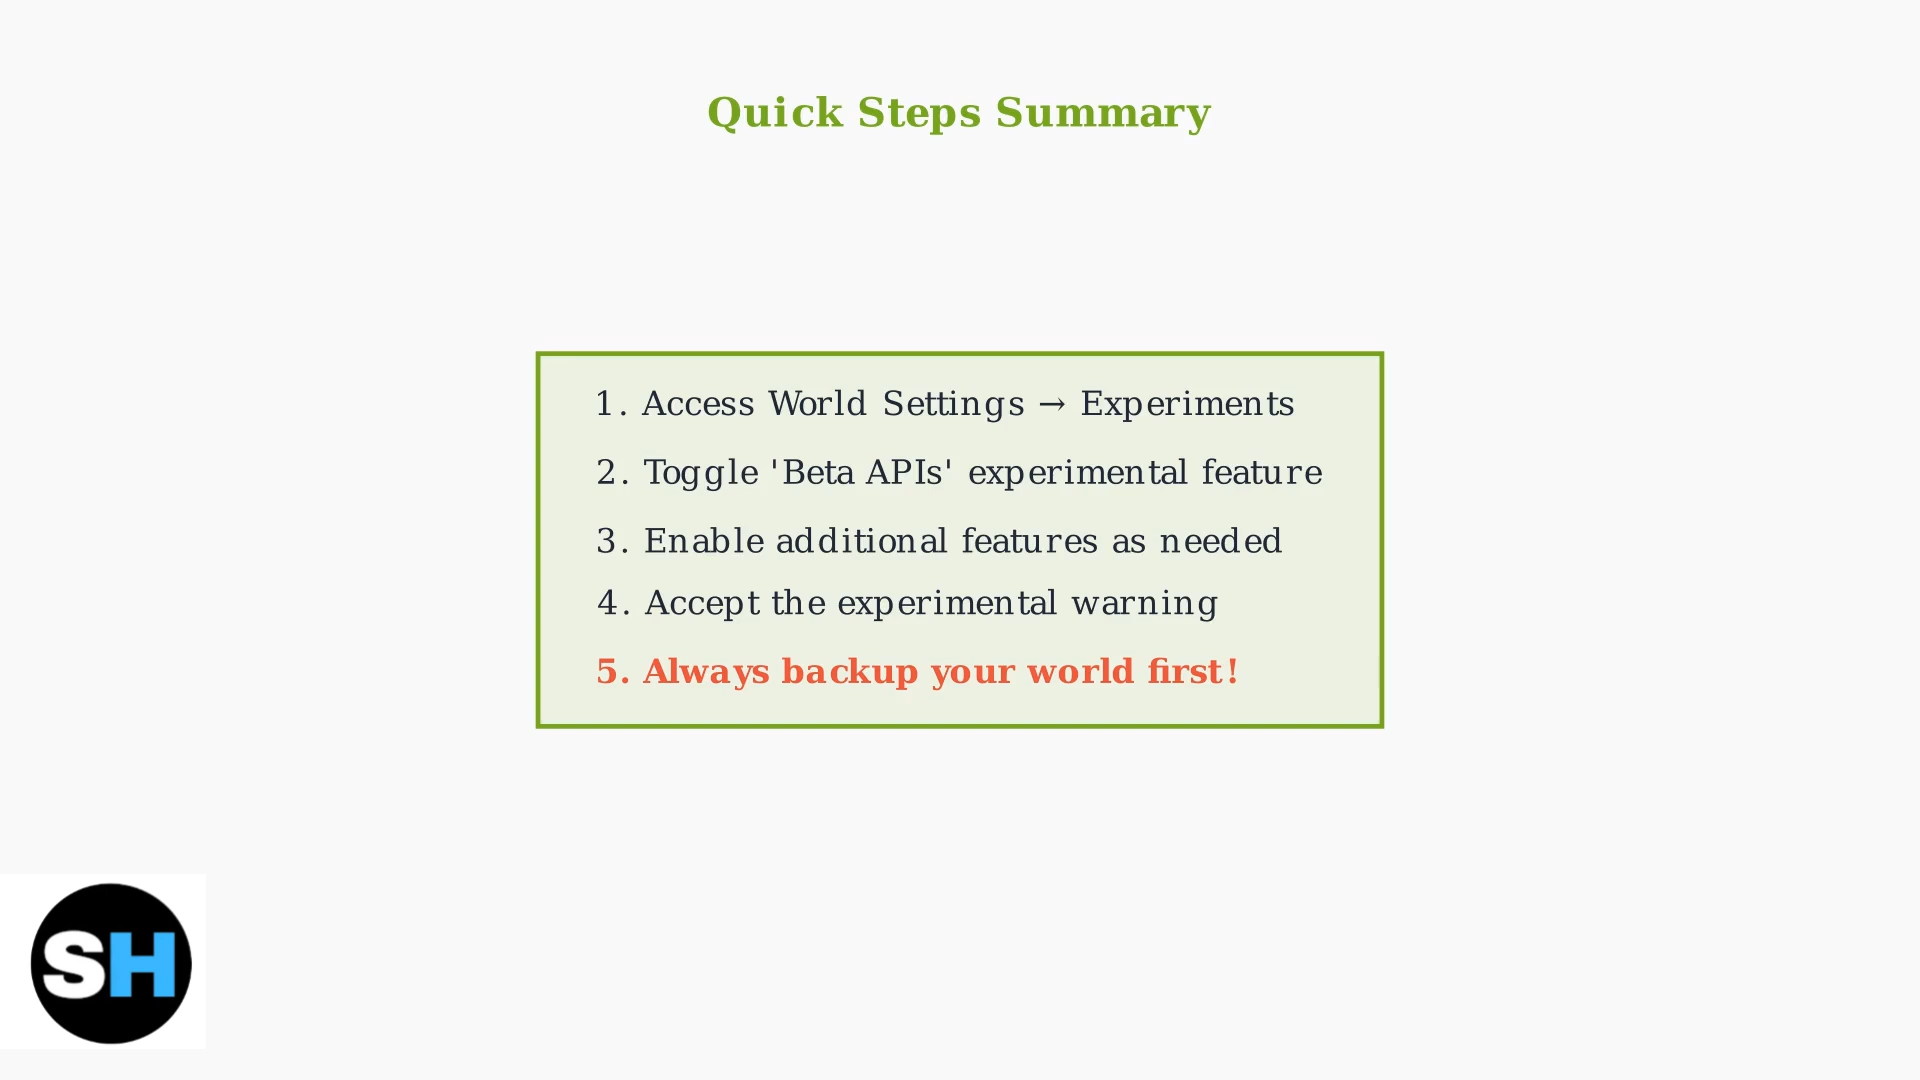 Quick Steps Summary
1. Access World Settings → Experiments
2. Toggle 'Beta APIs' experimental feature
3. Enable additional features as needed
4. Accept the experimental warning
5. Always backup your world first!
SH